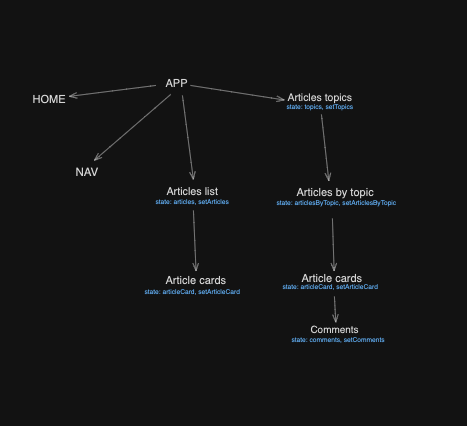 APP
HOME
Articles topics
state: topics, setTopics
NAV
Articles list
state: articles, setArticles
Articles by topic
state: articlesByTopic, setArticlesByTopic
Article cards
state: articleCard, setArticleCard
Article cards
state: articleCard, setArticleCard
Comments
state: comments, setComments